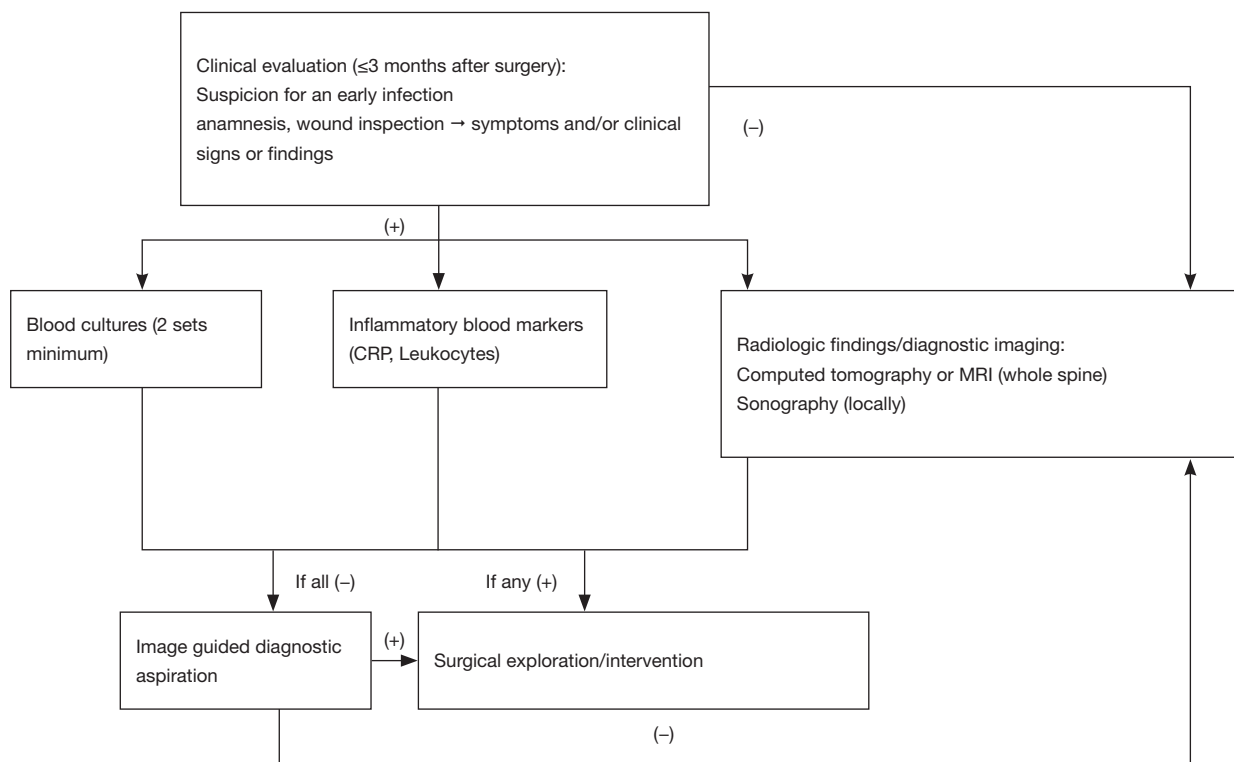 Clinical evaluation (≤3 months after surgery):
Suspicion for an early infection
anamnesis, wound inspection → symptoms and/or clinical
signs or findings
(–)
(+)
Blood cultures (2 sets
minimum)
Inflammatory blood markers
(CRP, Leukocytes)
Radiologic findings/diagnostic imaging:
Computed tomography or MRI (whole spine)
Sonography (locally)
If all (–)
If any (+)
Image guided diagnostic
aspiration
(+)
Surgical exploration/intervention
(–)